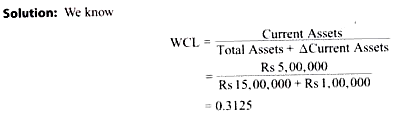 Solution: We know
WCL = Current Assets
Total Assets + ΔCurrent Assets
= Rs 5,00,000
Rs 15,00,000 + Rs 1,00,000
= 0.3125